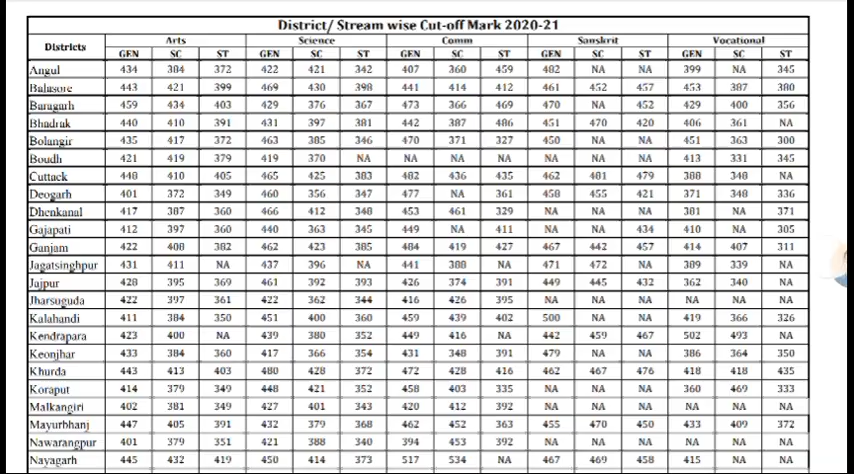 District/ Stream wise Cut-off Mark 2020-21
Districts Arts Science Comm Sanskrit Vocational
GEN SC ST GEN SC ST GEN SC ST GEN SC ST GEN SC ST
Angul 434 384 372 422 421 342 407 360 459 482 NA NA 399 NA 345
Balasore 443 421 399 469 430 398 441 414 412 461 452 457 453 387 380
Baragarh 459 434 403 429 376 367 473 366 469 470 NA 452 429 400 356
Bhadrak 440 410 391 431 397 381 442 387 486 451 470 420 406 361 NA
Bolangir 435 417 372 463 385 346 470 371 327 450 NA NA 451 363 300
Boudh 421 419 379 419 370 NA NA NA NA NA NA NA 413 331 345
Cuttack 448 410 405 465 425 383 482 436 435 462 481 479 388 348 NA
Deogarh 401 372 349 460 356 347 477 NA 361 458 455 421 371 348 336
Dhenkanal 417 387 360 466 412 348 453 461 329 NA NA NA 381 NA 371
Gajapati 412 397 360 440 363 345 449 NA 411 NA NA 434 410 NA 305
Ganjam 422 408 382 462 423 385 484 419 427 467 442 457 414 407 311
Jagatsinghpur 431 411 NA 437 396 NA 441 388 NA 471 472 NA 389 339 NA
Jajpur 428 395 369 461 392 393 426 374 391 449 445 432 362 340 NA
Jharsuguda 422 397 361 422 362 344 416 426 395 NA NA NA NA NA NA
Kalahandi 411 384 350 451 400 360 459 439 402 500 NA NA 419 366 326
Kendrapara 423 400 NA 439 380 352 449 416 NA 442 459 467 502 493 NA
Keonjhar 433 384 360 417 366 354 431 348 391 479 NA NA 386 364 350
Khurda 443 413 403 480 428 372 472 428 416 462 467 476 418 418 435
Koraput 414 379 349 448 421 352 458 403 335 NA NA NA 360 469 333
Malkangiri 402 381 349 427 401 343 420 412 392 NA NA NA NA NA NA
Mayurbhanj 447 405 391 432 379 368 462 452 363 455 470 450 433 409 372
Nawarangpur 401 379 351 421 388 340 394 453 392 NA NA NA NA NA NA
Nayagarh 445 432 419 450 414 373 517 534 NA 467 469 458 415 NA NA